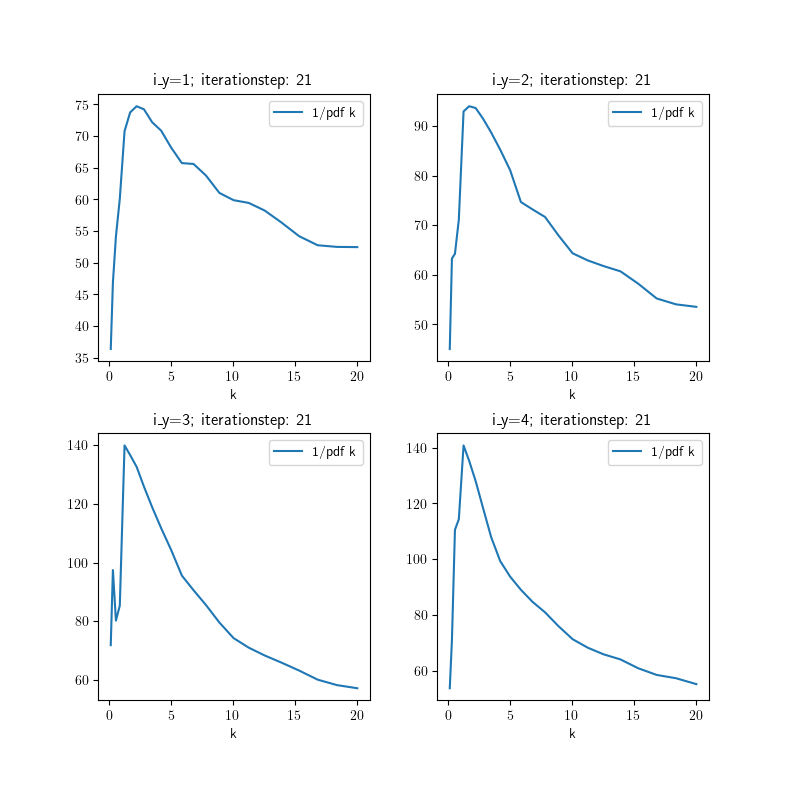 i_y=1; iterationstep: 21
1/pdf k
75
70
65
60
55
50
45
40
35
0 5 10 15 20
k
i_y=2; iterationstep: 21
1/pdf k
90
80
70
60
50
0 5 10 15 20
k
i_y=3; iterationstep: 21
1/pdf k
140
120
100
80
60
0 5 10 15 20
k
i_y=4; iterationstep: 21
1/pdf k
140
120
100
80
60
0 5 10 15 20
k